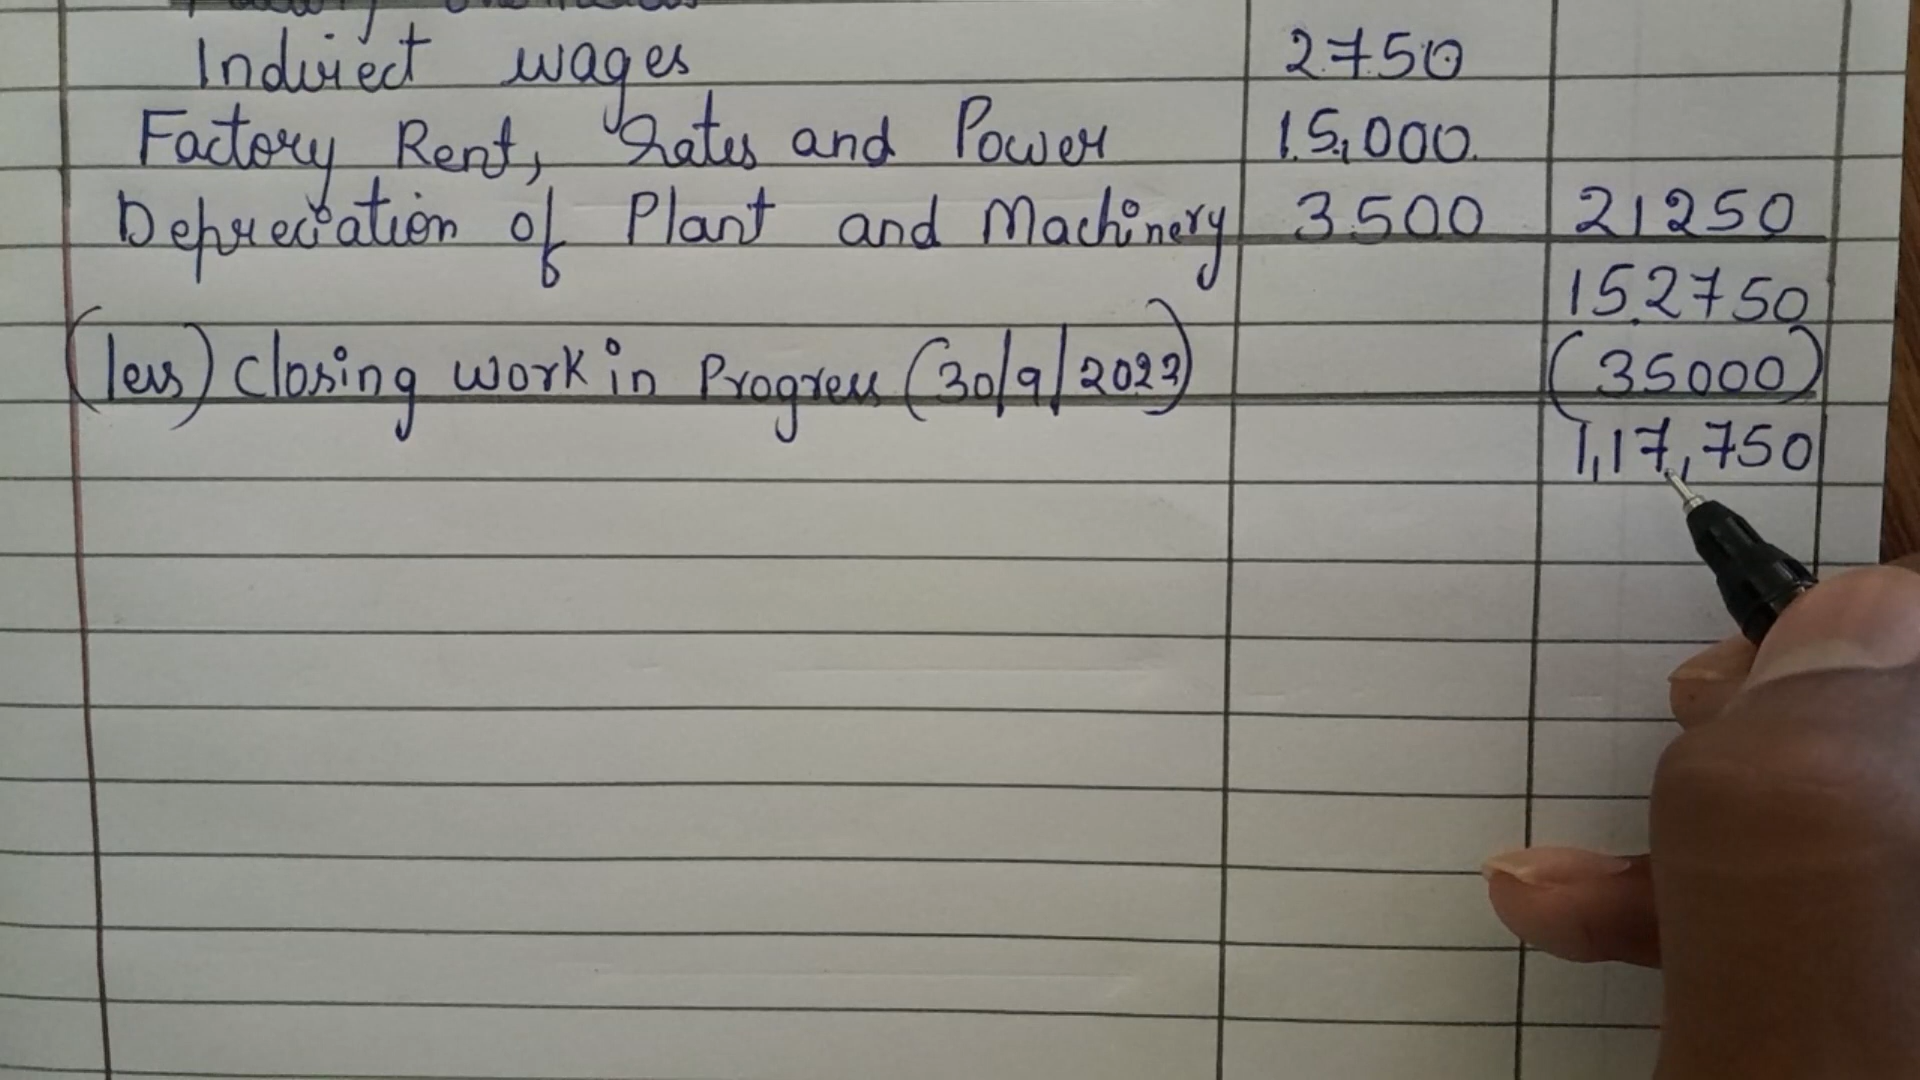 Indirect wages 2750
Factory Rent, rates and Power 15,000
Depreciation of Plant and Machinery 3500 21250
152750
(less) Closing work in Progress (30/9/2022) (35000)
1,17,750